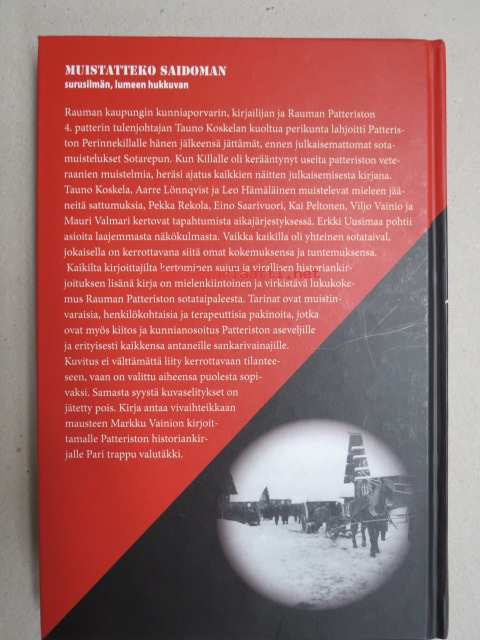 MUISTATTEKO SAIDOMAN
surusilmän, lumeen hukkuvan
Rauman kaupungin kunniaporvarin, kirjailijan ja Rauman Patteriston
4. patterin tulenjohtajan Tauno Koskelan kuoltua perikunta lahjoitti Patteris-
ton Perinnekillalle hänen jälkeensä jättämät, ennen julkaisemattomat sota-
muistelukset Sotarepun. Kun Killalle oli kerääntynyt useita patteriston vete-
raanien muistelmia, heräsi ajatus kaikkien näitten julkaisemisesta kirjana.
Tauno Koskela, Aarre Lönnqvist ja Leo Hämäläinen muistelevat mieleen jää-
neitä sattumuksia, Pekka Rekola, Eino Saarivuori, Kai Peltonen, Viljo Vainio ja
Mauri Valmari kertovat tapahtumista aikajärjestyksessä. Erkki Uusimaa pohtii
asioita laajemmasta näkökulmasta. Vaikka kaikilla oli yhteinen sotataival,
jokaisella on kerrottavana siitä omat kokemuksensa ja tuntemuksensa.
Kaikilta kirjoittajilta kertominen sujuu ja virallisen historiankir-
joituksen lisänä kirja on mielenkiintoinen ja virkistävä lukukoke-
mus Rauman Patteriston sotataipaleesta. Tarinat ovat muistin-
varaisia, henkilökohtaisia ja terapeuttisia pakinoita, jotka
ovat myös kiitos ja kunnianosoitus Patteriston aseveljille
ja erityisesti kaikkensa antaneille sankarivainajille.
Kuvitus ei välttämättä liity kerrottavaan tilantee-
seen, vaan on valittu aiheensa puolesta sopi-
vaksi. Samasta syystä kuvaselitykset on
jätetty pois. Kirja antaa vivahteikkaan
mausteen Markku Vainion kirjoit-
tamalle Patteriston historiankir-
jalle Pari trappu valutäkki.